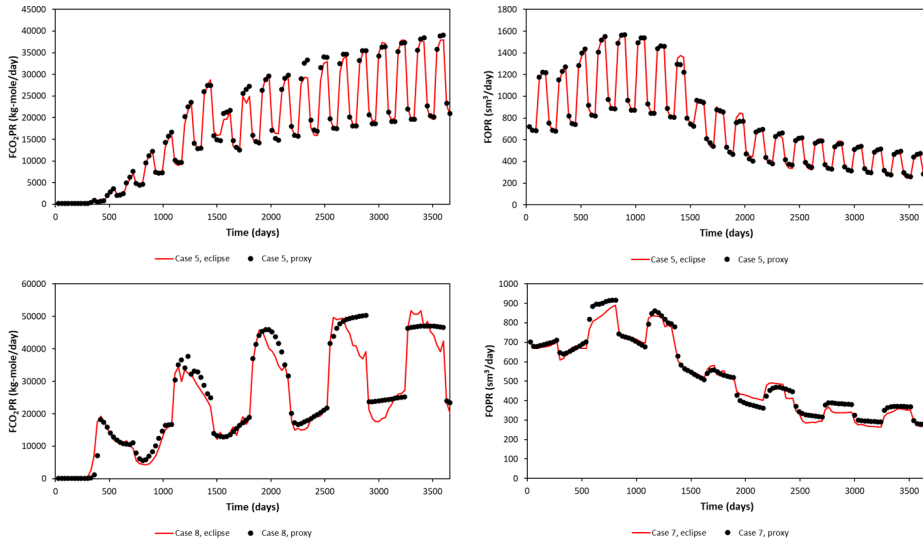 FCO₂PR (kg-mole/day)
45000
40000
35000
30000
25000
20000
15000
10000
5000
0
0 500 1000 1500 2000 2500 3000 3500
Time (days)
Case 5, eclipse Case 5, proxy
FOPR (sm³/day)
1800
1600
1400
1200
1000
800
600
400
200
0
0 500 1000 1500 2000 2500 3000 3500
Time (days)
Case 5, eclipse Case 5, proxy
FCO₂PR (kg-mole/day)
60000
50000
40000
30000
20000
10000
0
0 500 1000 1500 2000 2500 3000 3500
Time (days)
Case 8, eclipse Case 8, proxy
FOPR (sm³/day)
1000
900
800
700
600
500
400
300
200
100
0
0 500 1000 1500 2000 2500 3000 3500
Time (days)
Case 7, eclipse Case 7, proxy